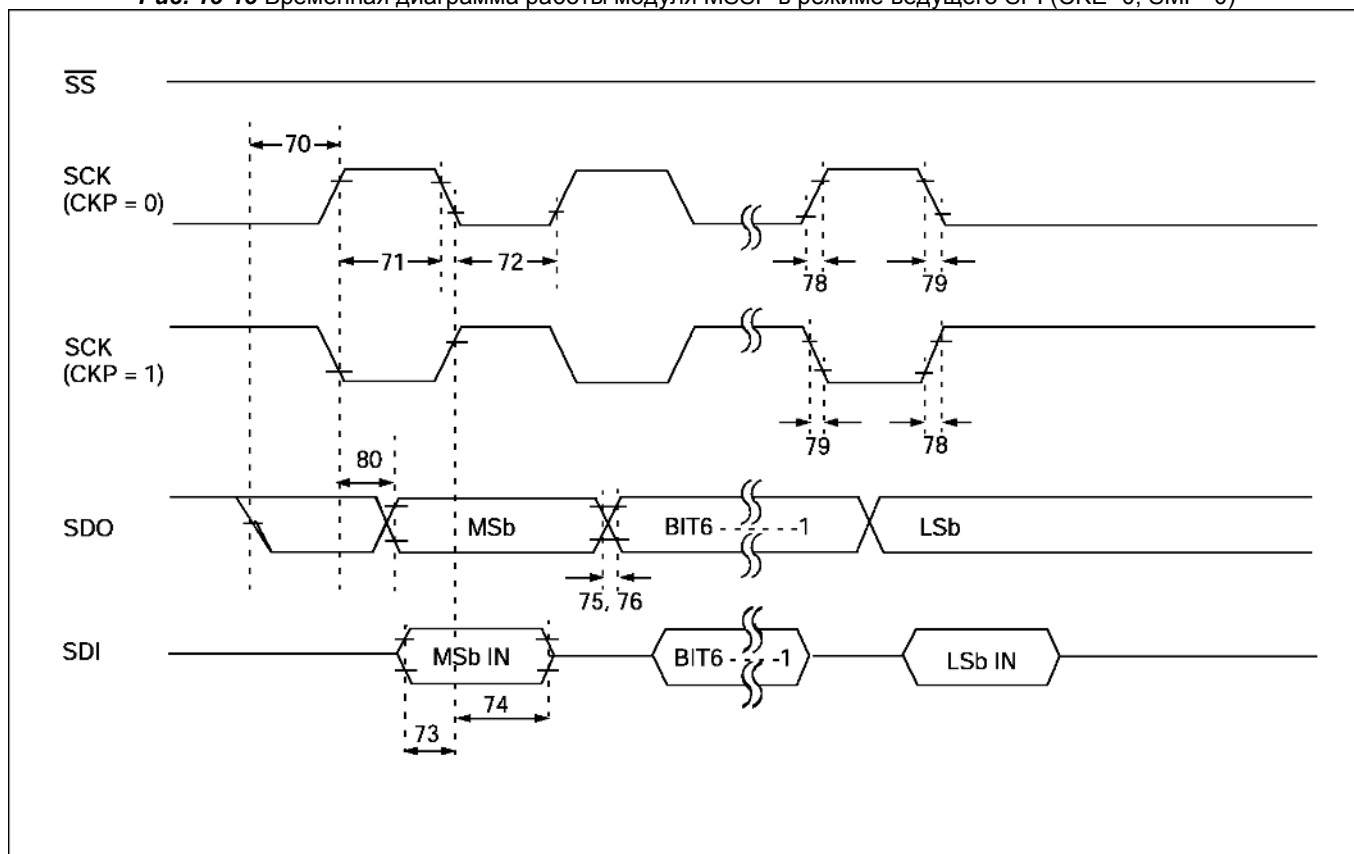 SS
70
SCK
(CKP = 0)
71
72
78
79
SCK
(CKP = 1)
79
78
80
SDO
MSb
BIT6 - - - - - -1
LSb
75, 76
SDI
MSb IN
BIT6 - - - - -1
LSb IN
74
73